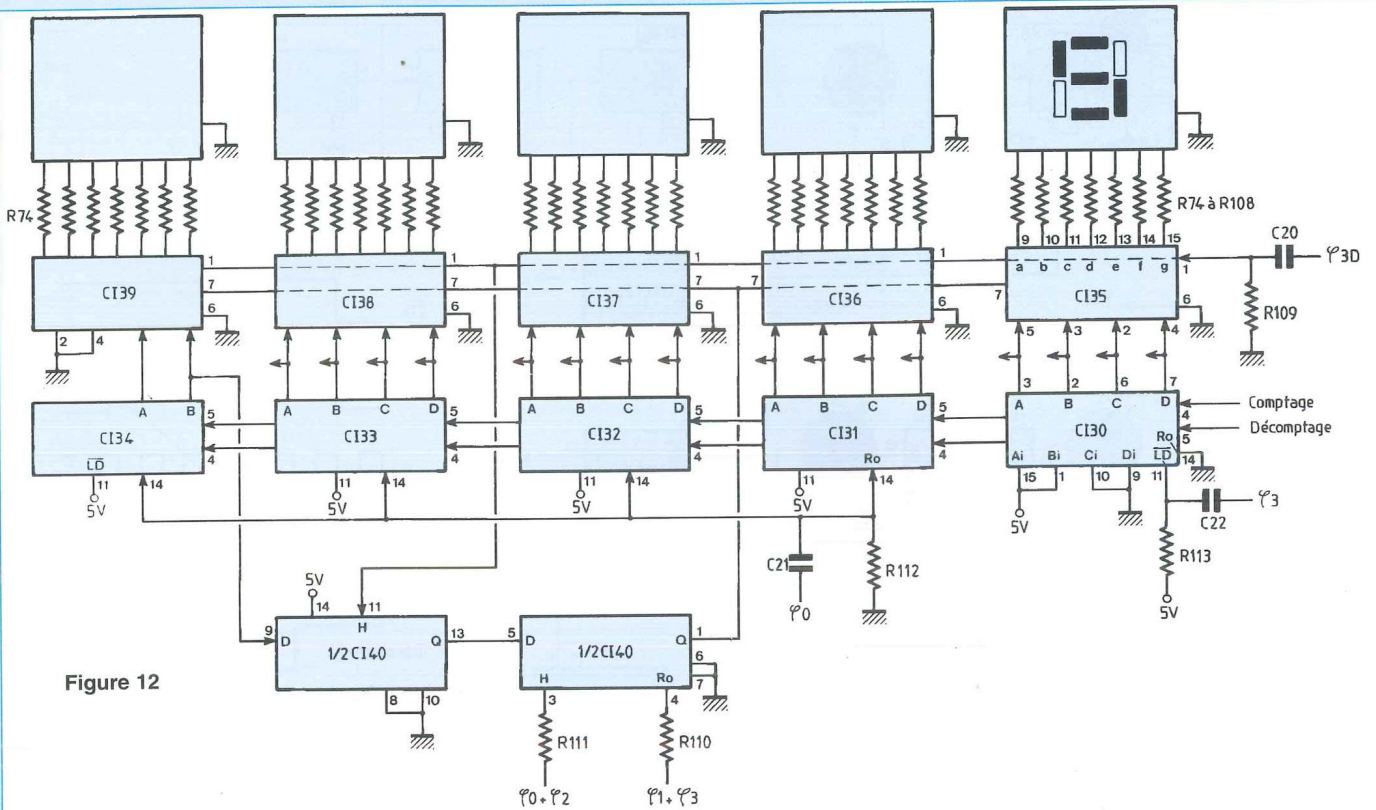 R74
R74 à R108
9 10 11 12 13 14 15
a b c d e f g
C20
φ3D
1
1
1
1
1
CI39
CI38
CI37
CI36
CI35
7
7
7
7
7
R109
6
6
6
6
6
2 4
5 3 2 4
3 2 6 7
A B
A B C D
A B C D
A B C D
A B C D
5
5
5
5
4
Comptage
CI34
CI33
CI32
CI31
CI30
5
Décomptage
4
4
4
4
LD
Ro
Ai Bi Ci Di LD
Ro
14
11
14
11
14
11
14
11
14
15 1 10 9 11
5V
5V
5V
5V
5V
C22
φ3
C21
R112
R113
φ0
5V
5V
14
11
H
9
D
Q
13
5
D
Q
1
1/2CI40
1/2CI40
6
7
8
10
H
Ro
3
4
R111
R110
φ0+φ2
φ1+φ3
Figure 12